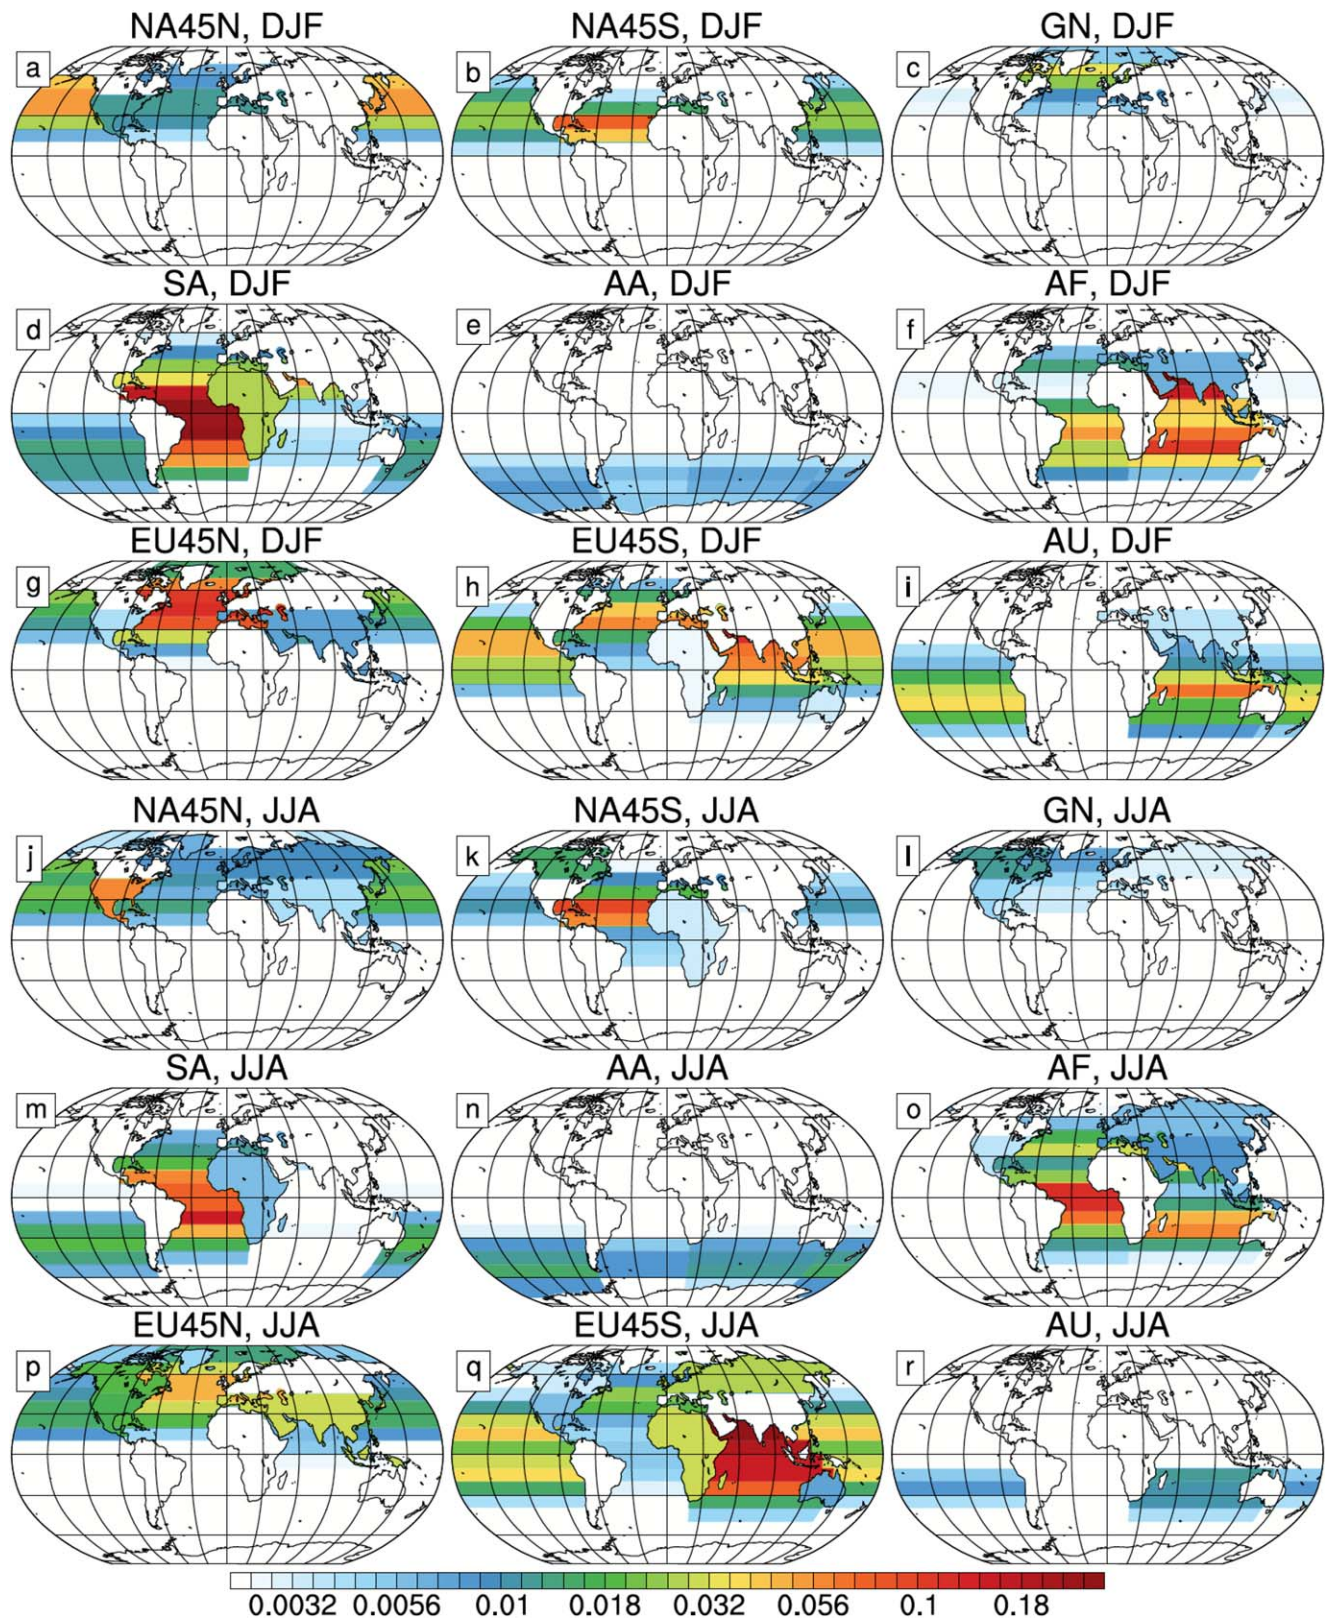 NA45N, DJF NA45S, DJF GN, DJF
a b c
SA, DJF AA, DJF AF, DJF
d e f
EU45N, DJF EU45S, DJF AU, DJF
g h i
NA45N, JJA NA45S, JJA GN, JJA
j k l
SA, JJA AA, JJA AF, JJA
m n o
EU45N, JJA EU45S, JJA AU, JJA
p q r
0.0032 0.0056 0.01 0.018 0.032 0.056 0.1 0.18